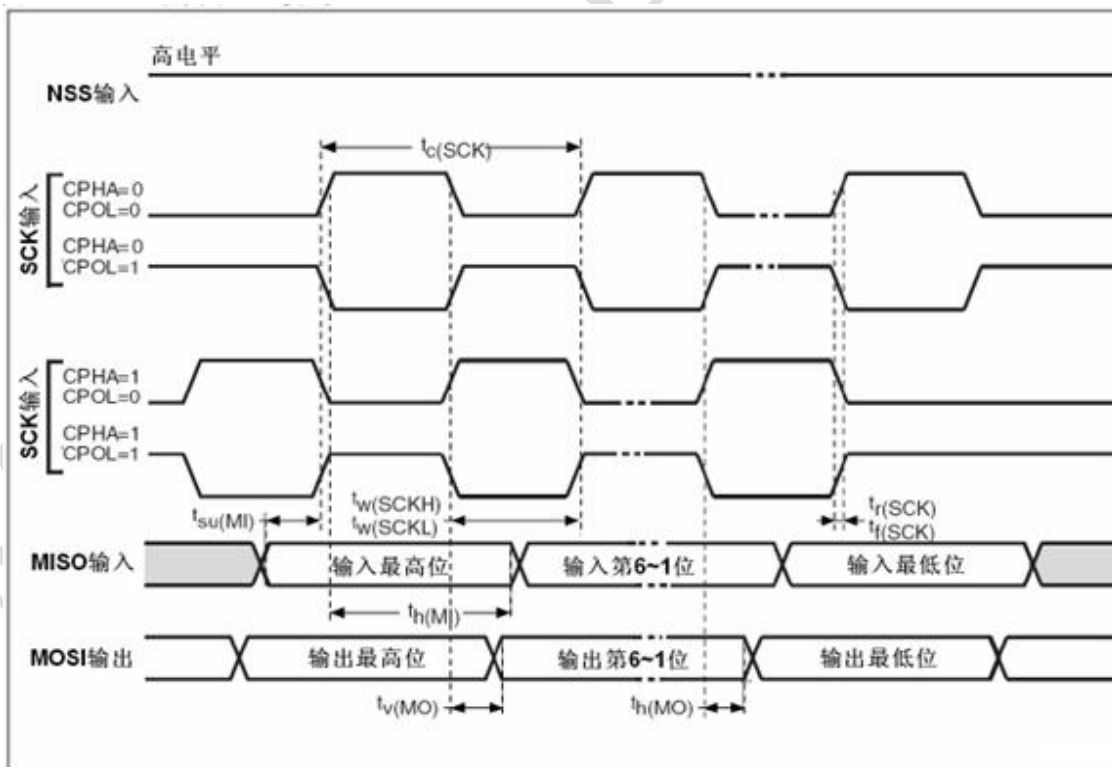 高电平
NSS输入
tc(SCK)
SCK输入
CPHA=0
CPOL=0
CPHA=0
CPOL=1
SCK输入
CPHA=1
CPOL=0
CPHA=1
CPOL=1
tsu(MI)
tw(SCKH)
tw(SCKL)
tr(SCK)
tf(SCK)
MISO输入
输入最高位
输入第6~1位
输入最低位
th(MI)
MOSI输出
输出最高位
输出第6~1位
输出最低位
tv(MO)
th(MO)